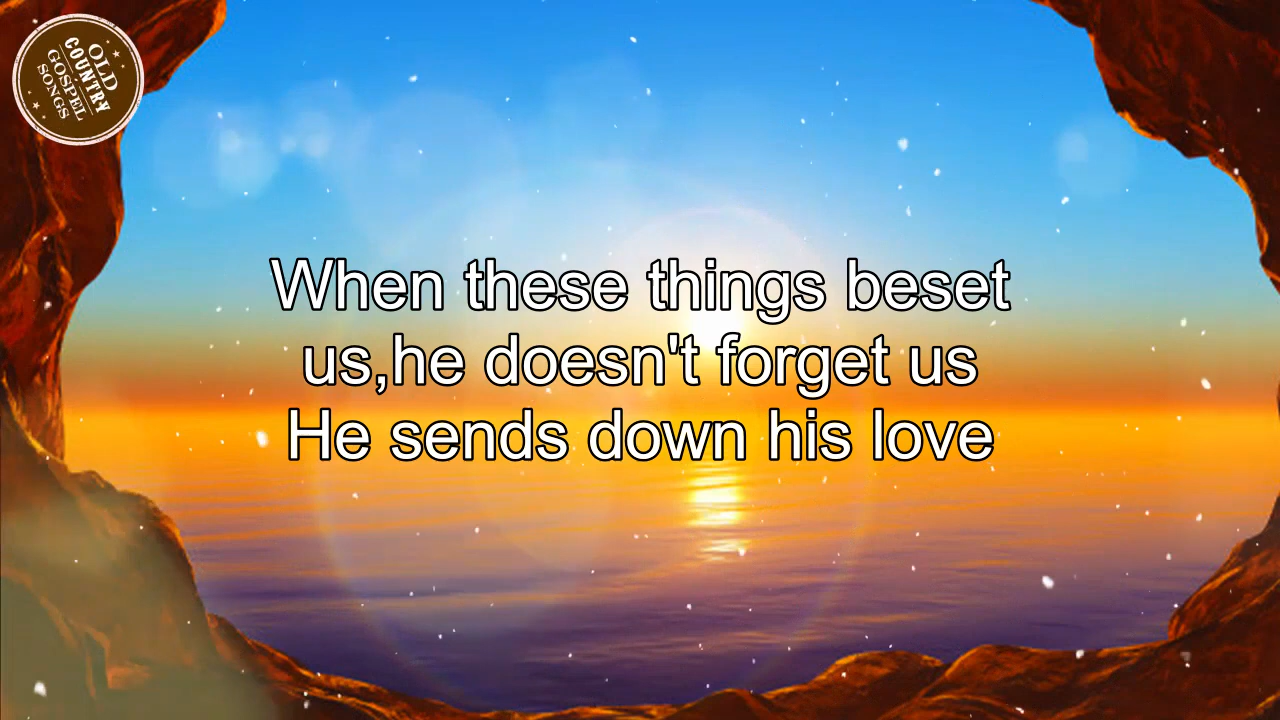 OLD
COUNTRY
GOSPEL
SONGS
When these things beset
us,he doesn't forget us
He sends down his love